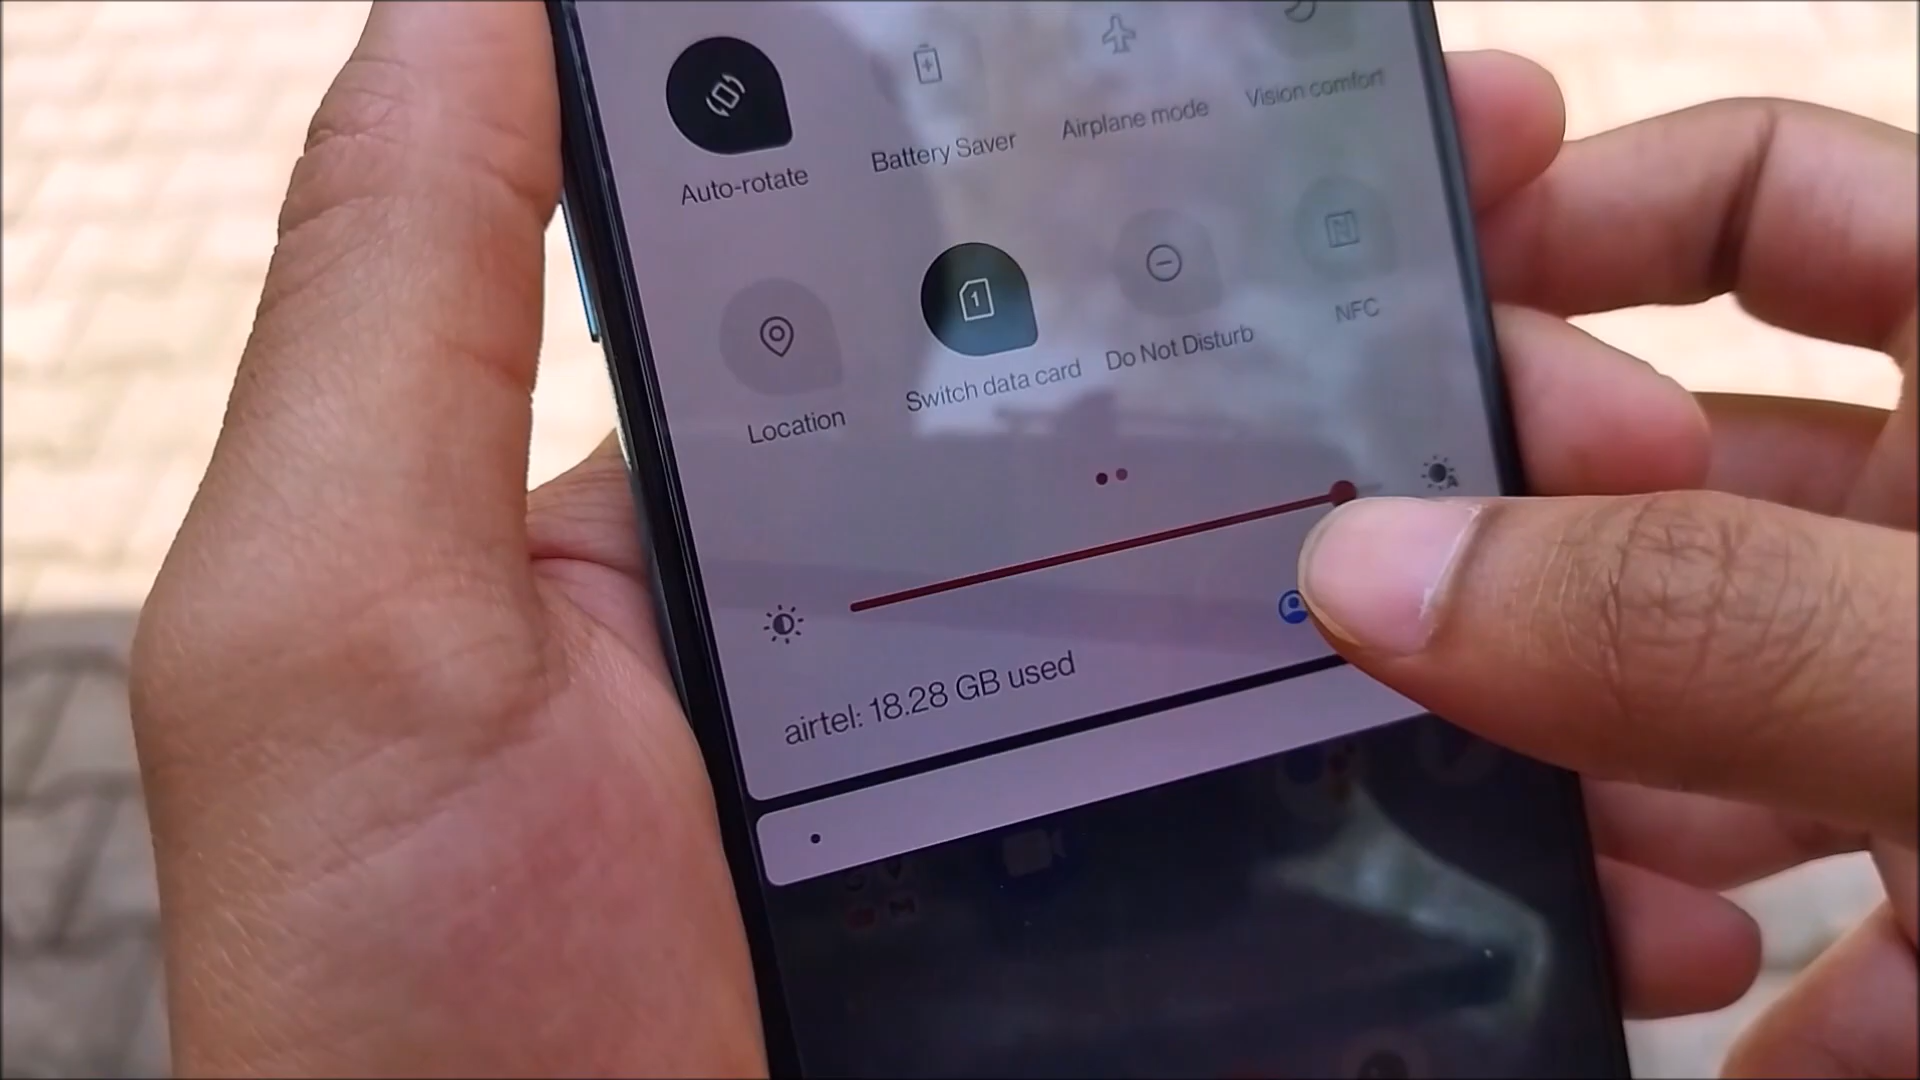 Auto-rotate
Battery Saver
Airplane mode
Vision comfort
Location
1
Switch data card
Do Not Disturb
N
NFC
A
airtel: 18.28 GB used